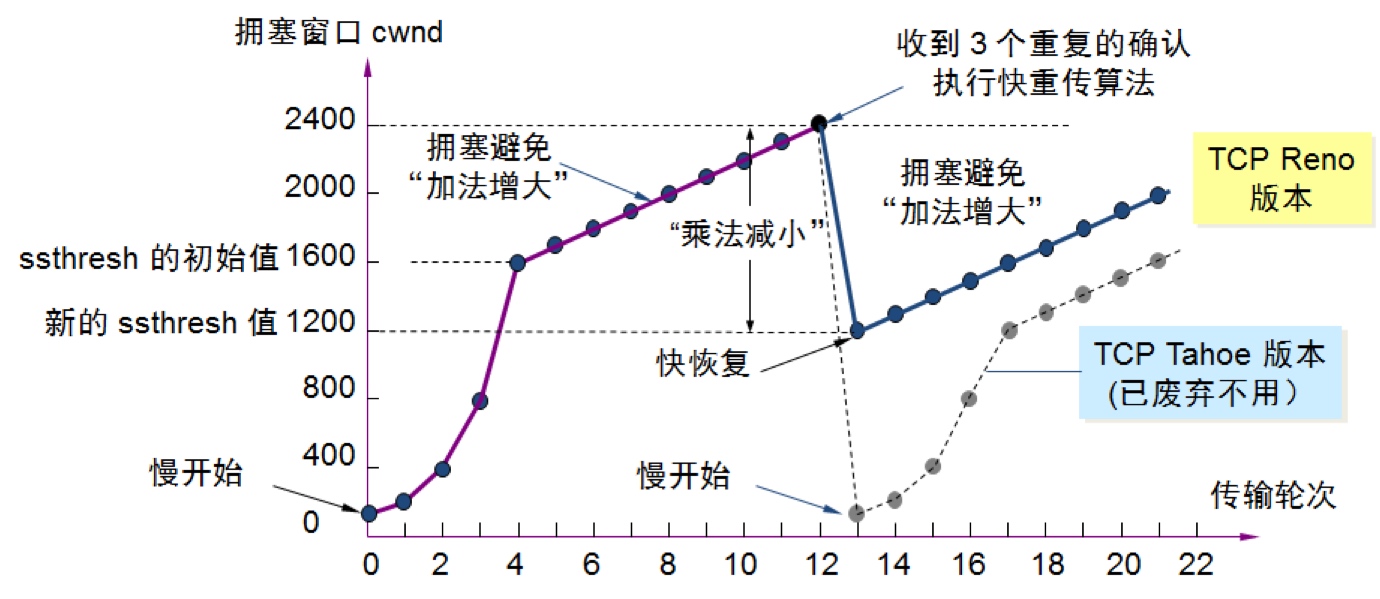 拥塞窗口 cwnd
收到 3 个重复的确认
执行快重传算法
2400
拥塞避免
“加法增大”
拥塞避免
“加法增大”
TCP Reno
版本
2000
“乘法减小”
ssthresh 的初始值 1600
新的 ssthresh 值 1200
快恢复
TCP Tahoe 版本
(已废弃不用）
800
400
慢开始
慢开始
传输轮次
0
0 2 4 6 8 10 12 14 16 18 20 22